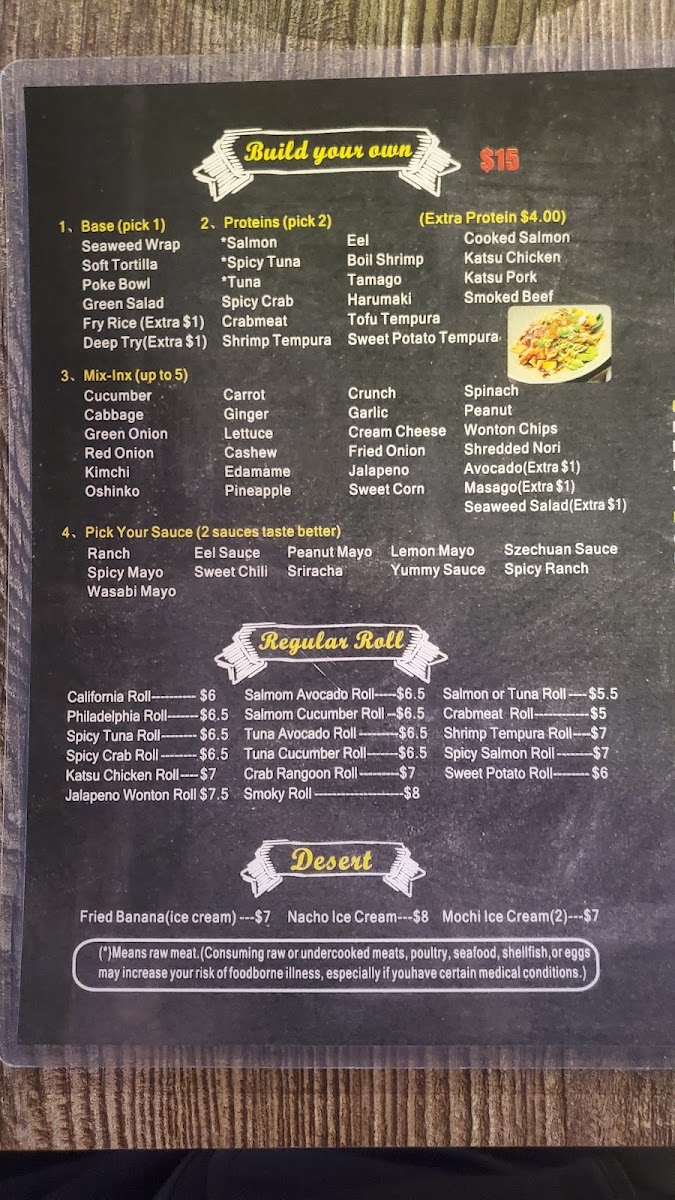 Build your own $15
1、Base (pick 1) 2、Proteins (pick 2) (Extra Protein $4.00)
Seaweed Wrap *Salmon Eel Cooked Salmon
Soft Tortilla *Spicy Tuna Boil Shrimp Katsu Chicken
Poke Bowl *Tuna Tamago Katsu Pork
Green Salad Spicy Crab Harumaki Smoked Beef
Fry Rice (Extra $1) Crabmeat Tofu Tempura
Deep Try(Extra $1) Shrimp Tempura Sweet Potato Tempura
3、Mix-Inx (up to 5)
Cucumber Carrot Crunch Spinach
Cabbage Ginger Garlic Peanut
Green Onion Lettuce Cream Cheese Wonton Chips
Red Onion Cashew Fried Onion Shredded Nori
Kimchi Edamame Jalapeno Avocado(Extra $1)
Oshinko Pineapple Sweet Corn Masago(Extra $1)
Seaweed Salad(Extra $1)
4、Pick Your Sauce (2 sauces taste better)
Ranch Eel Sauce Peanut Mayo Lemon Mayo Szechuan Sauce
Spicy Mayo Sweet Chili Sriracha Yummy Sauce Spicy Ranch
Wasabi Mayo
Regular Roll
California Roll---------- $6 Salmom Avocado Roll-----$6.5 Salmon or Tuna Roll----$5.5
Philadelphia Roll-------$6.5 Salmom Cucumber Roll --$6.5 Crabmeat Roll------------$5
Spicy Tuna Roll-------- $6.5 Tuna Avocado Roll---------$6.5 Shrimp Tempura Roll----$7
Spicy Crab Roll -------- $6.5 Tuna Cucumber Roll-------$6.5 Spicy Salmon Roll--------$7
Katsu Chicken Roll---- $7 Crab Rangoon Roll---------$7 Sweet Potato Roll-------- $6
Jalapeno Wonton Roll $7.5 Smoky Roll --------------------$8
Desert
Fried Banana(ice cream) ---$7 Nacho Ice Cream---$8 Mochi Ice Cream(2)---$7
(*)Means raw meat.(Consuming raw or undercooked meats, poultry, seafood, shellfish,or eggs
may increase your risk of foodborne illness, especially if youhave certain medical conditions.)